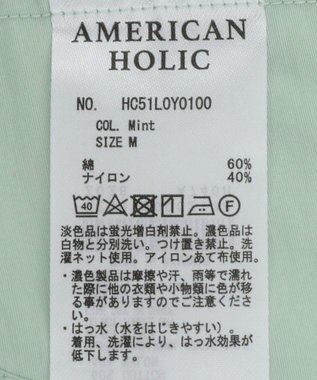 AMERICAN
HOLIC
NO. HC51L0Y0100
COL. Mint
SIZE M
綿 60%
ナイロン 40%
40
F
淡色品は蛍光増白剤禁止。濃色品は
白物と分別洗い。つけ置き禁止。洗
濯ネット使用。アイロンあて布使用。
・濃色製品は摩擦や汗、雨等で濡れ
た際に他の衣類や小物類に色が移
る事がありますのでご注意くださ
い。
・はっ水（水をはじきやすい）。
着用、洗濯により、はっ水効果が
低下します。